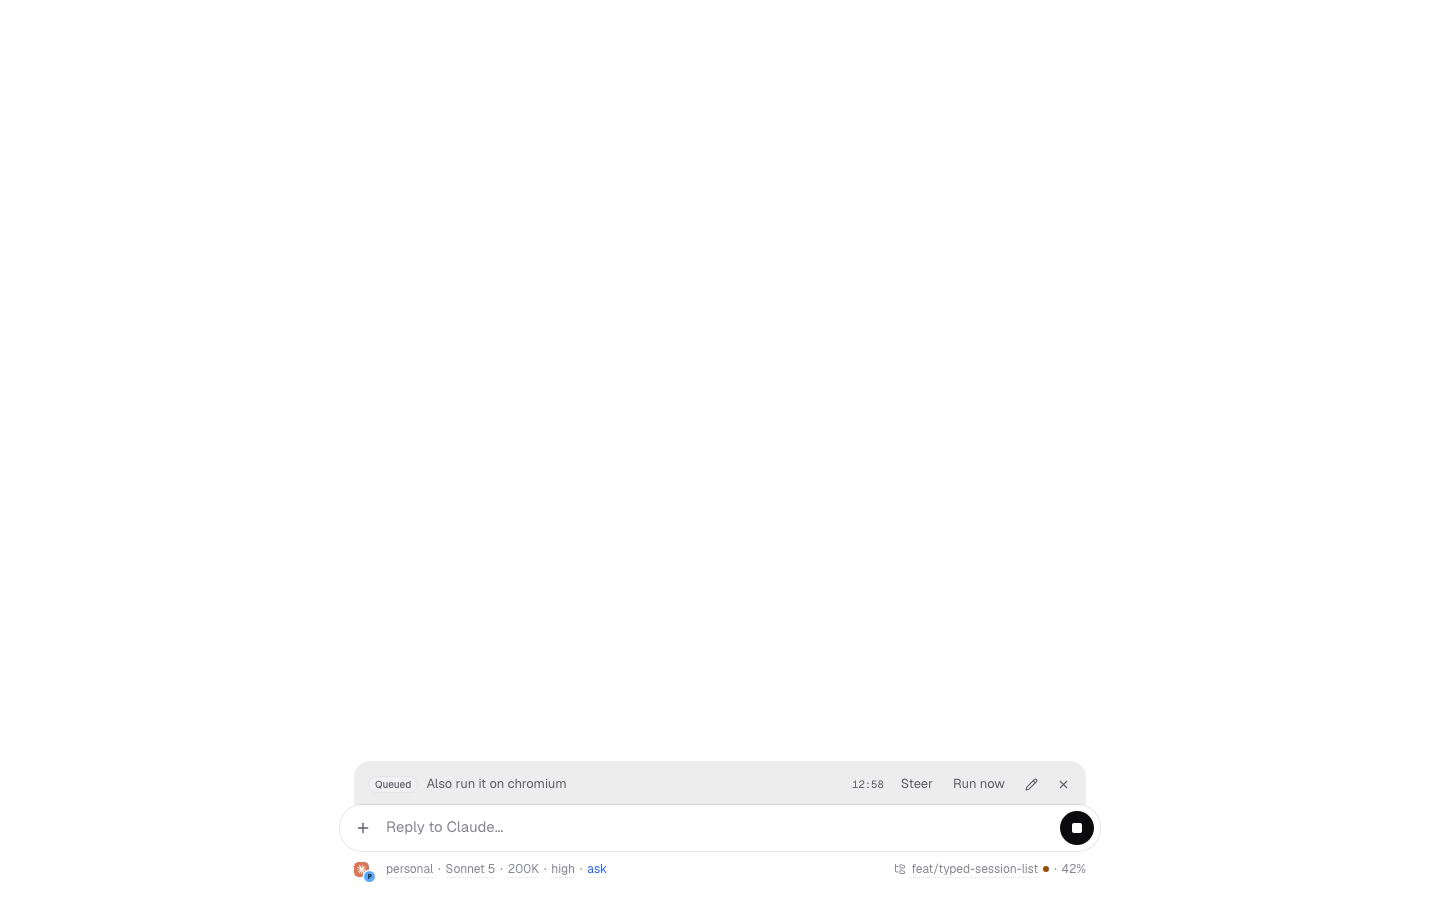 Queued Also run it on chromium 12:58 Steer Run now
Reply to Claude...
P personal · Sonnet 5 · 200K · high · ask feat/typed-session-list · 42%